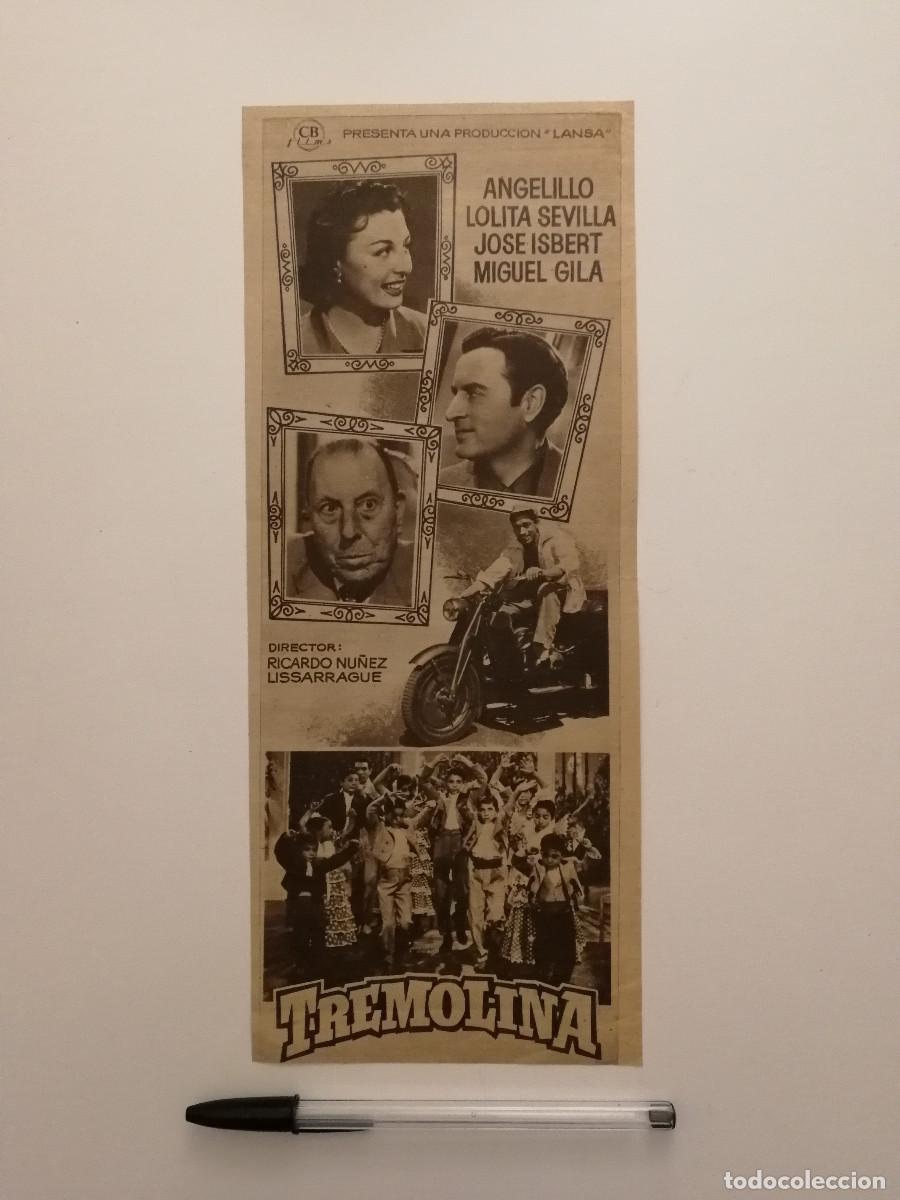 CB
films
PRESENTA UNA PRODUCCION "LANSA"
ANGELILLO
LOLITA SEVILLA
JOSE ISBERT
MIGUEL GILA
DIRECTOR:
RICARDO NUÑEZ
LISSARRAGUE
TREMOLINA
todocoleccion